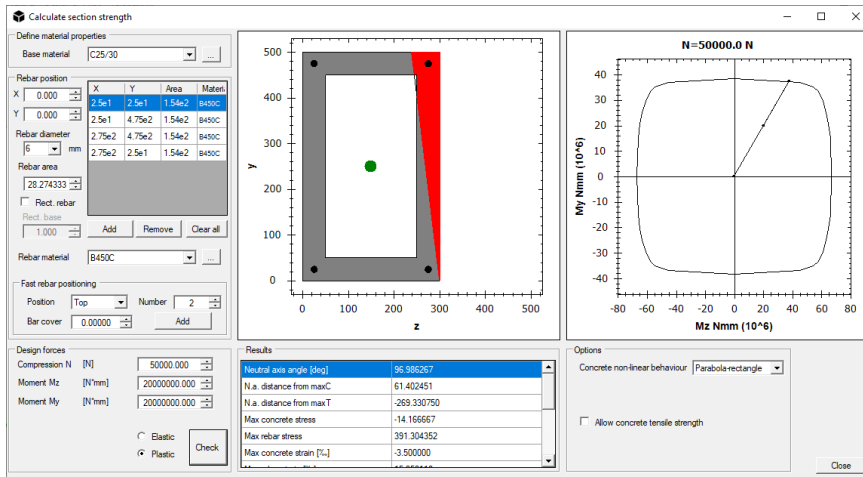 Calculate section strength
Define material properties
Base material C25/30 ...
Rebar position
X 0.000
Y 0.000
Rebar diameter
6 mm
Rebar area
28.274333
Rect. rebar
Rect. base
1.000
X Y Area Materi
2.5e1 2.5e1 1.54e2 B450C
2.5e1 4.75e2 1.54e2 B450C
2.75e2 4.75e2 1.54e2 B450C
2.75e2 2.5e1 1.54e2 B450C
Add Remove Clear all
Rebar material B450C ...
Fast rebar positioning
Position Top Number 2
Bar cover 0.00000 Add
500
400
300
200
100
0
y
0 100 200 300 400 500
z
N=50000.0 N
40
30
20
10
0
-10
-20
-30
-40
My Nmm (10^6)
-80 -60 -40 -20 0 20 40 60 80
Mz Nmm (10^6)
Design forces
Compression N [N] 50000.000
Moment Mz [N*mm] 20000000.000
Moment My [N*mm] 20000000.000
Elastic
Plastic
Check
Results
Neutral axis angle [deg] 96.986267
N.a. distance from maxC 61.402451
N.a. distance from maxT -269.330750
Max concrete stress -14.166667
Max rebar stress 391.304352
Max concrete strain [‰] -3.500000
Options
Concrete non-linear behaviour Parabola-rectangle
Allow concrete tensile strength
Close